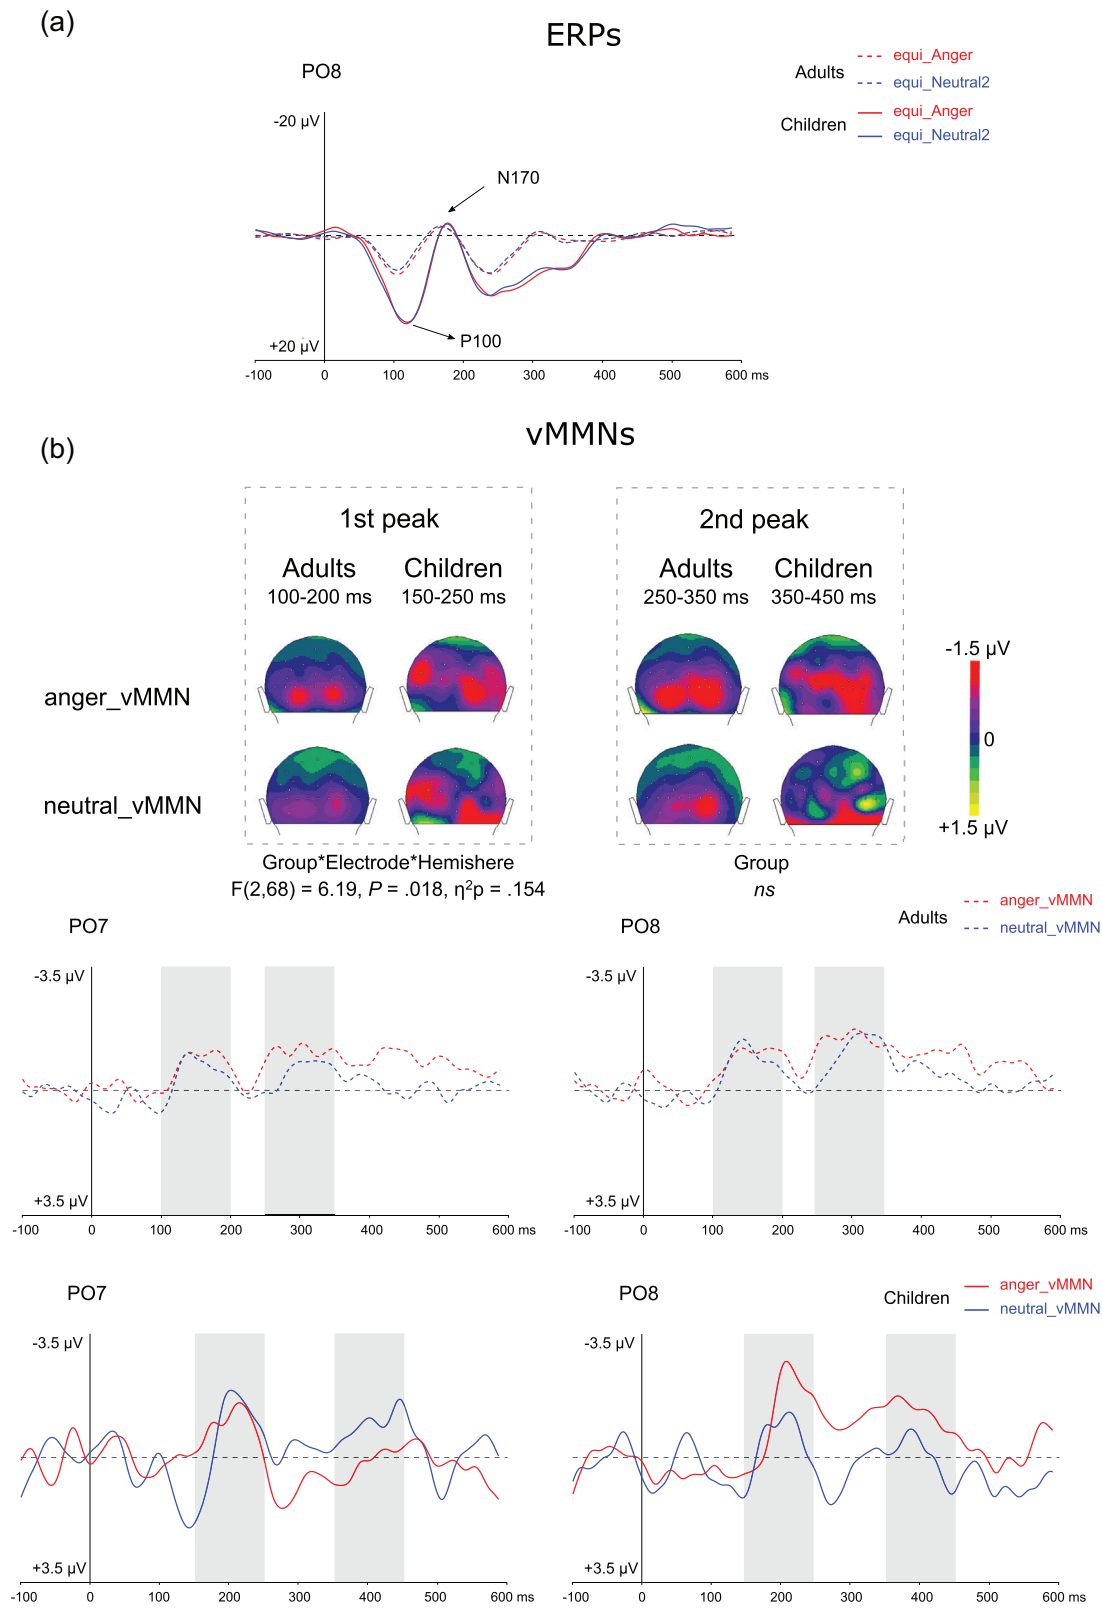 (a)
ERPs
PO8
Adults
equi_Anger
equi_Neutral2
Children
equi_Anger
equi_Neutral2
-20 µV
N170
P100
+20 µV
-100 0 100 200 300 400 500 600 ms
(b)
vMMNs
1st peak
2nd peak
Adults Children
100-200 ms 150-250 ms
Adults Children
250-350 ms 350-450 ms
anger_vMMN
neutral_vMMN
-1.5 µV
0
+1.5 µV
Group*Electrode*Hemishere
F(2,68) = 6.19, P = .018, η²p = .154
Group
ns
PO7
PO8
Adults
anger_vMMN
neutral_vMMN
-3.5 µV
+3.5 µV
-100 0 100 200 300 400 500 600 ms
-3.5 µV
+3.5 µV
-100 0 100 200 300 400 500 600 ms
PO7
PO8
Children
anger_vMMN
neutral_vMMN
-3.5 µV
+3.5 µV
-100 0 100 200 300 400 500 600 ms
-3.5 µV
+3.5 µV
-100 0 100 200 300 400 500 600 ms